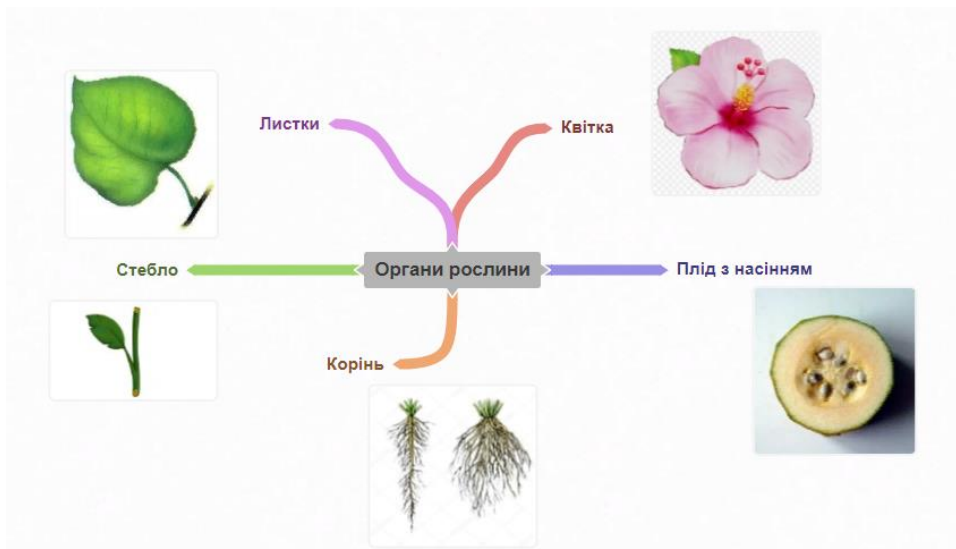 Листки
Квітка
Стебло
Органи рослини
Плід з насінням
Корінь